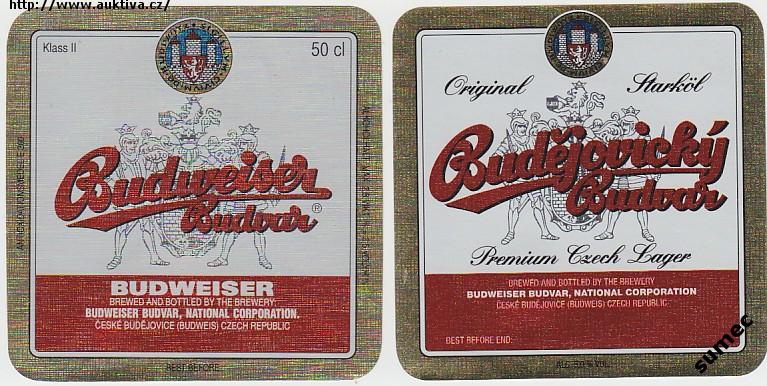 http://www.auktiva.cz/
Klass II
50 cl
Budweiser
Budvar®
BUDWEISER
BREWED AND BOTTLED BY THE BREWERY:
BUDWEISER BUDVAR, NATIONAL CORPORATION.
ČESKÉ BUDĚJOVICE (BUDWEIS) CZECH REPUBLIC
BEST BEFORE
Original
Starköl
Budějovický
Budvar
Premium Czech Lager
BREWED AND BOTTLED BY THE BREWERY
BUDWEISER BUDVAR, NATIONAL CORPORATION
ČESKÉ BUDĚJOVICE (BUDWEIS) CZECH REPUBLIC
BEST BEFORE END:
sumec